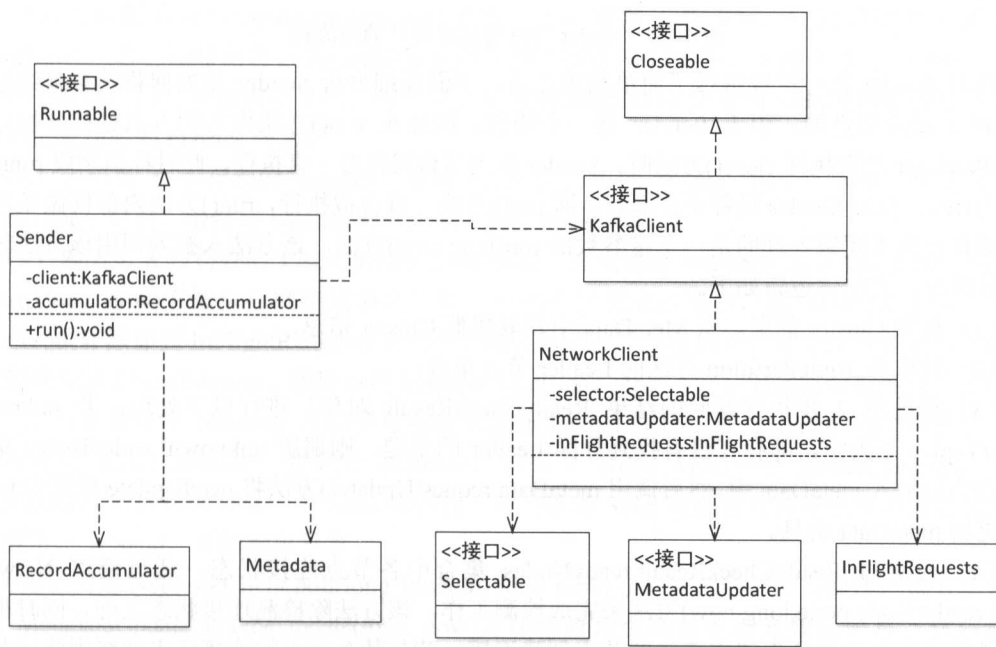 <<接口>>
Closeable
<<接口>>
Runnable
<<接口>>
KafkaClient
Sender
-client:KafkaClient
-accumulator:RecordAccumulator
+run():void
NetworkClient
-selector:Selectable
-metadataUpdater:MetadataUpdater
-inFlightRequests:InFlightRequests
RecordAccumulator
Metadata
<<接口>>
Selectable
<<接口>>
MetadataUpdater
InFlightRequests